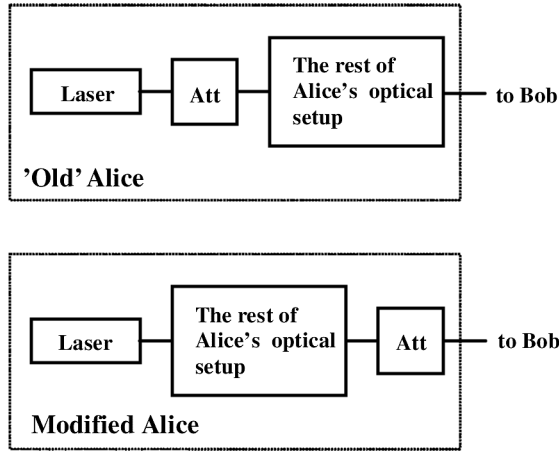 Laser
Att
The rest of
Alice's optical
setup
to Bob
'Old' Alice
Laser
The rest of
Alice's optical
setup
Att
to Bob
Modified Alice